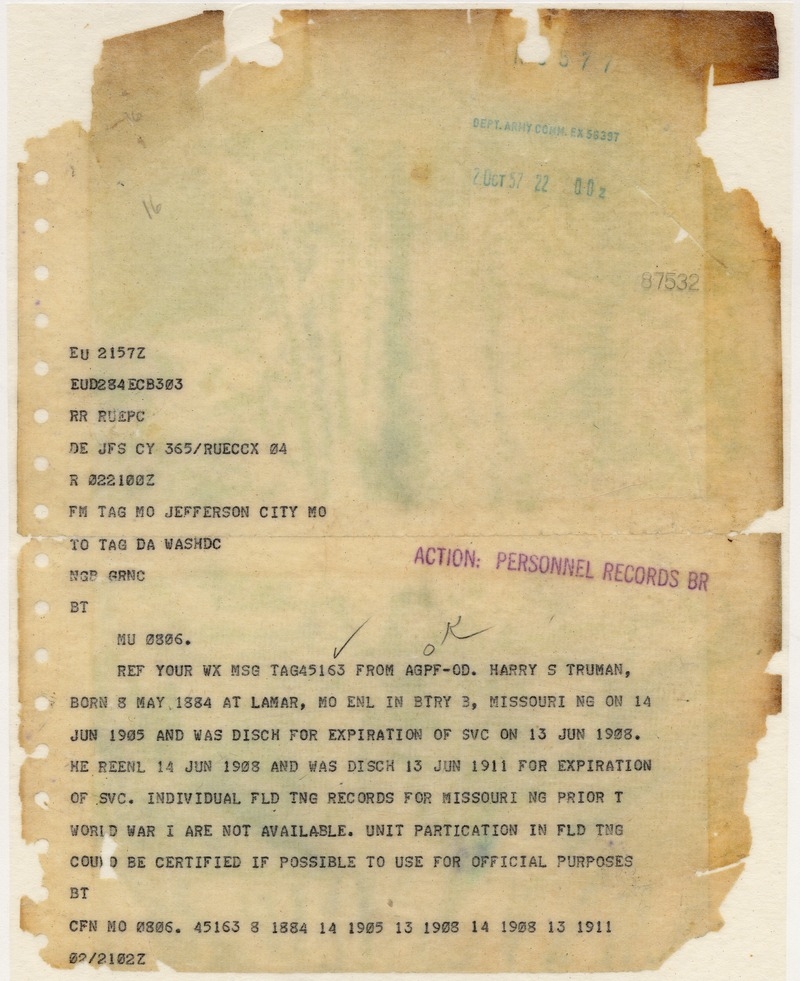 DEPT. ARMY COMM. EX 56397
2 OCT 57 22 00 Z
16
87532
EU 2157Z
EUD284ECB303
RR RUEPC
DE JFS CY 365/RUECCX 04
R 022100Z
FM TAG MO JEFFERSON CITY MO
TO TAG DA WASHDC
ACTION: PERSONNEL RECORDS BR
NGB GRNC
BT
MU 0806.
OK
REF YOUR WX MSG TAG45163 FROM AGPF-OD. HARRY S TRUMAN,
BORN 8 MAY 1884 AT LAMAR, MO ENL IN BTRY B, MISSOURI NG ON 14
JUN 1905 AND WAS DISCH FOR EXPIRATION OF SVC ON 13 JUN 1908.
HE REENL 14 JUN 1908 AND WAS DISCH 13 JUN 1911 FOR EXPIRATION
OF SVC. INDIVIDUAL FLD TNG RECORDS FOR MISSOURI NG PRIOR T
WORLD WAR I ARE NOT AVAILABLE. UNIT PARTICATION IN FLD TNG
COULD BE CERTIFIED IF POSSIBLE TO USE FOR OFFICIAL PURPOSES
BT
CFN MO 0806. 45163 8 1884 14 1905 13 1908 14 1908 13 1911
02/2102Z